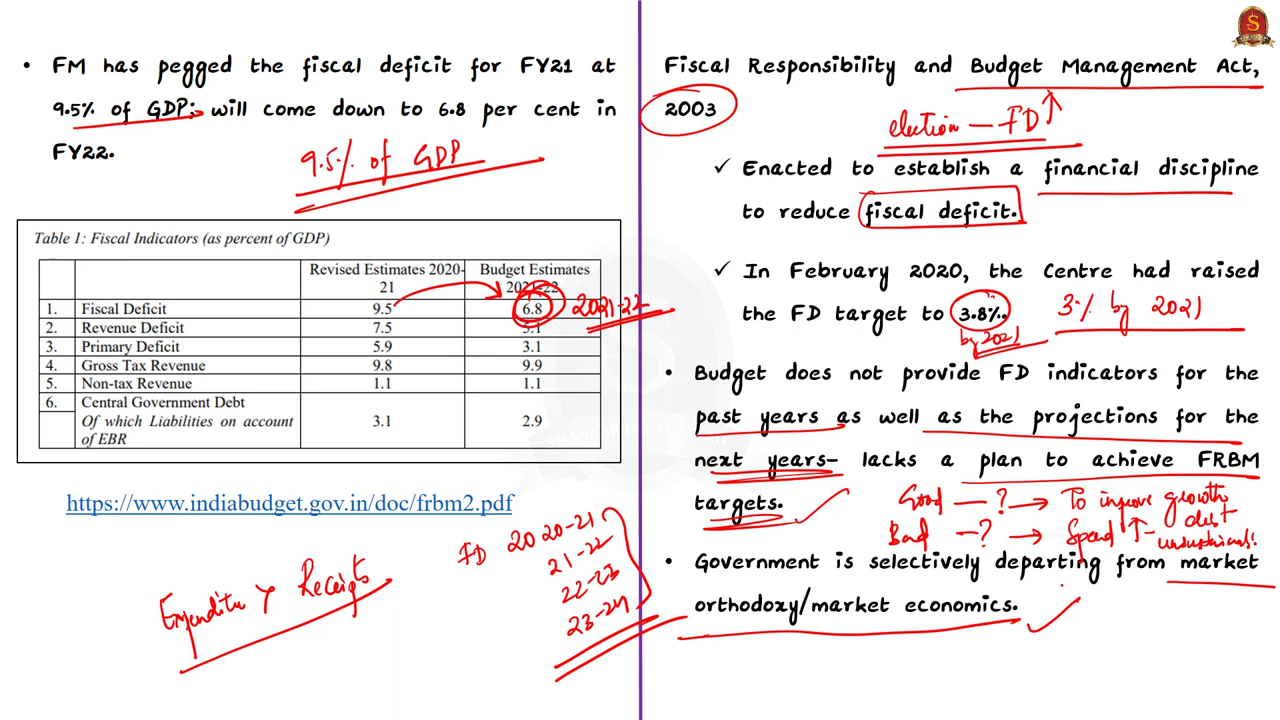 • FM has pegged the fiscal deficit for FY21 at
9.5% of GDP; will come down to 6.8 per cent in
FY22.
9.5% of GDP
Table 1: Fiscal Indicators (as percent of GDP)
Revised Estimates 2020-21 Budget Estimates 2021-22
1. Fiscal Deficit 9.5 6.8 2021-22
2. Revenue Deficit 7.5 5.1
3. Primary Deficit 5.9 3.1
4. Gross Tax Revenue 9.8 9.9
5. Non-tax Revenue 1.1 1.1
6. Central Government Debt
Of which Liabilities on account 3.1 2.9
of EBR
https://www.indiabudget.gov.in/doc/frbm2.pdf
FD 2020-21
21-22
22-23
23-24
Expenditure > Receipts
Fiscal Responsibility and Budget Management Act,
2003
election – FD ↑
✓ Enacted to establish a financial discipline
to reduce fiscal deficit.
✓ In February 2020, the Centre had raised
the FD target to 3.8%. 3% by 2021
by 2021
• Budget does not provide FD indicators for the
past years as well as the projections for the
next years- lacks a plan to achieve FRBM
targets.
Good – ? → To improve growth
Bad – ? → Spend ↑ – debt
• Government is selectively departing from market
orthodoxy/market economics.